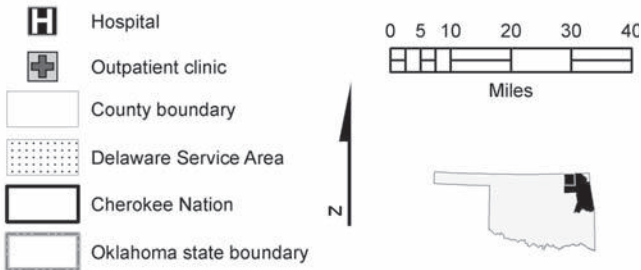 H Hospital
Outpatient clinic
County boundary
Delaware Service Area
Cherokee Nation
Oklahoma state boundary
0 5 10 20 30 40
Miles
N